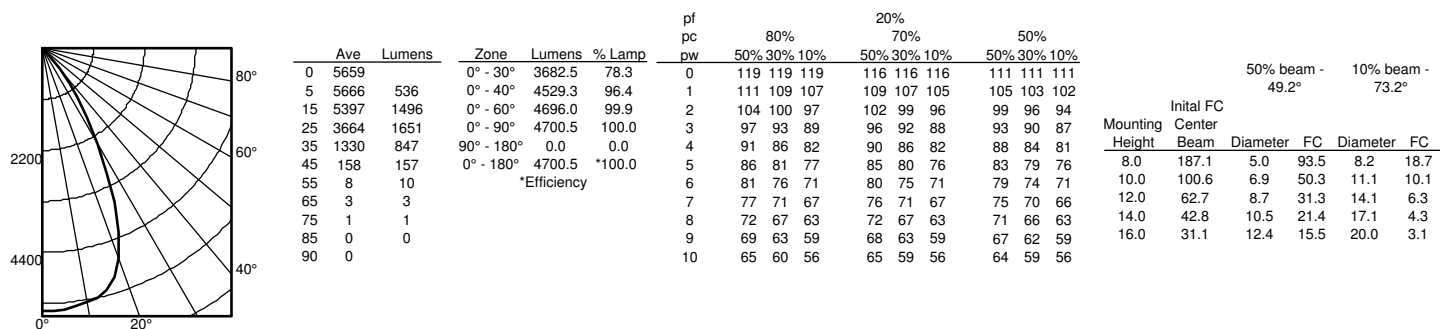 80°
60°
40°
20°
0°
2200
4400
Ave Lumens
0 5659
5 5666 536
15 5397 1496
25 3664 1651
35 1330 847
45 158 157
55 8 10
65 3 3
75 1 1
85 0 0
90 0
Zone Lumens % Lamp
0° - 30° 3682.5 78.3
0° - 40° 4529.3 96.4
0° - 60° 4696.0 99.9
0° - 90° 4700.5 100.0
90° - 180° 0.0 0.0
0° - 180° 4700.5 *100.0
*Efficiency
pf 20%
pc 80% 70% 50%
pw 50% 30% 10% 50% 30% 10% 50% 30% 10%
0 119 119 119 116 116 116 111 111 111
1 111 109 107 109 107 105 105 103 102
2 104 100 97 102 99 96 99 96 94
3 97 93 89 96 92 88 93 90 87
4 91 86 82 90 86 82 88 84 81
5 86 81 77 85 80 76 83 79 76
6 81 76 71 80 75 71 79 74 71
7 77 71 67 76 71 67 75 70 66
8 72 67 63 72 67 63 71 66 63
9 69 63 59 68 63 59 67 62 59
10 65 60 56 65 59 56 64 59 56
50% beam - 10% beam -
49.2° 73.2°
Inital FC
Mounting Center
Height Beam Diameter FC Diameter FC
8.0 187.1 5.0 93.5 8.2 18.7
10.0 100.6 6.9 50.3 11.1 10.1
12.0 62.7 8.7 31.3 14.1 6.3
14.0 42.8 10.5 21.4 17.1 4.3
16.0 31.1 12.4 15.5 20.0 3.1